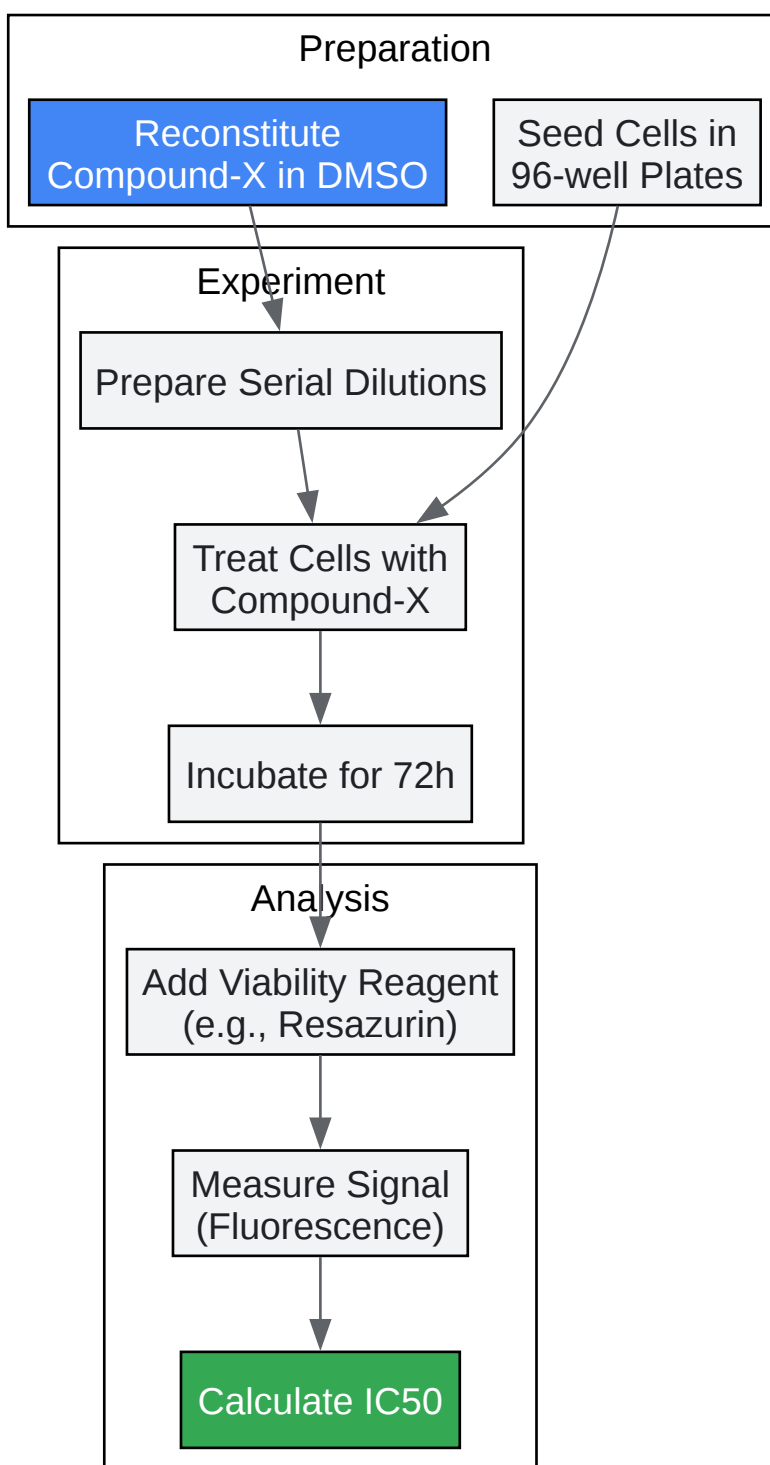 Preparation
Reconstitute
Compound-X in DMSO
Seed Cells in
96-well Plates
Experiment
Prepare Serial Dilutions
Treat Cells with
Compound-X
Incubate for 72h
Analysis
Add Viability Reagent
(e.g., Resazurin)
Measure Signal
(Fluorescence)
Calculate IC50